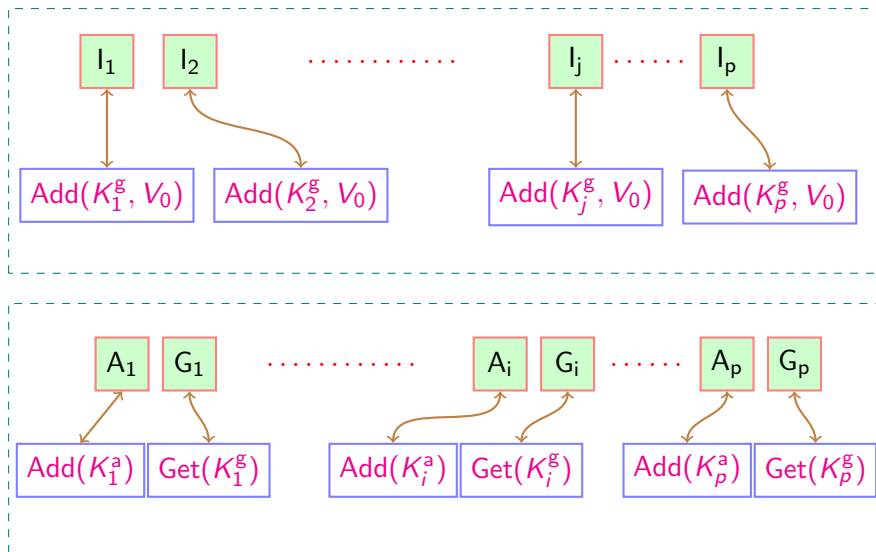 I₁ I₂ ............ Iⱼ ...... Iₚ
Add(K₁ᵍ, V₀) Add(K₂ᵍ, V₀) Add(Kⱼᵍ, V₀) Add(Kₚᵍ, V₀)
A₁ G₁ ............ Aᵢ Gᵢ ...... Aₚ Gₚ
Add(K₁ᵃ) Get(K₁ᵍ) Add(Kᵢᵃ) Get(Kᵢᵍ) Add(Kₚᵃ) Get(Kₚᵍ)